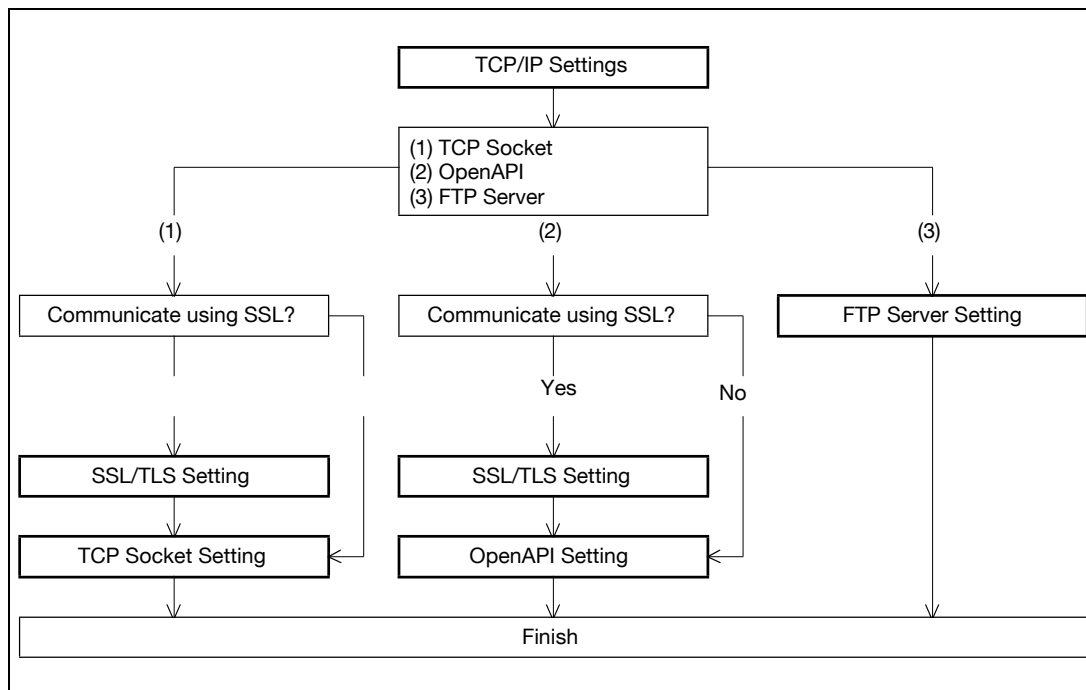 TCP/IP Settings
(1) TCP Socket
(2) OpenAPI
(3) FTP Server
(1)
(2)
(3)
Communicate using SSL?
Communicate using SSL?
FTP Server Setting
Yes
No
SSL/TLS Setting
SSL/TLS Setting
TCP Socket Setting
OpenAPI Setting
Finish